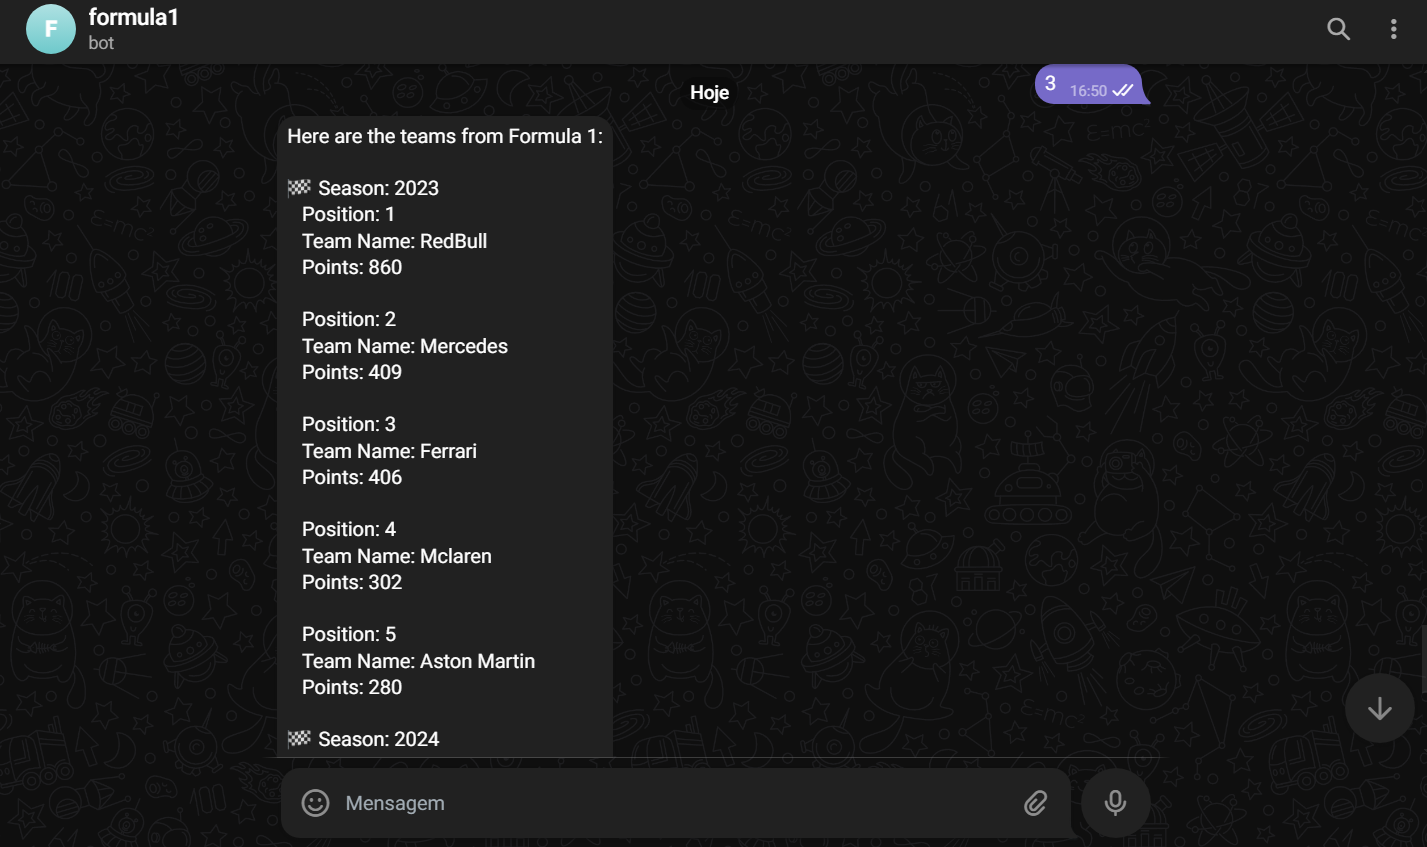 F
formula1
bot
3 16:50
Hoje
Here are the teams from Formula 1:
🏁 Season: 2023
Position: 1
Team Name: RedBull
Points: 860
Position: 2
Team Name: Mercedes
Points: 409
Position: 3
Team Name: Ferrari
Points: 406
Position: 4
Team Name: Mclaren
Points: 302
Position: 5
Team Name: Aston Martin
Points: 280
🏁 Season: 2024
Mensagem